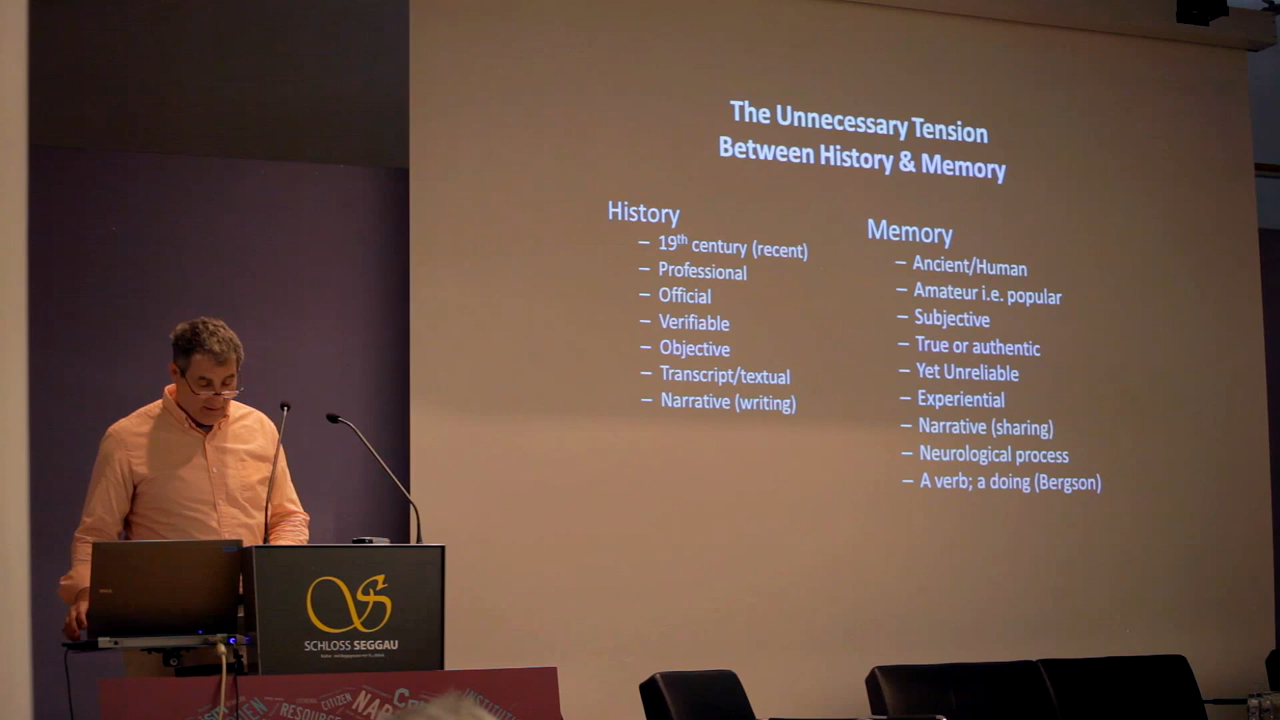 The Unnecessary Tension
Between History & Memory
History
– 19th century (recent)
– Professional
– Official
– Verifiable
– Objective
– Transcript/textual
– Narrative (writing)
Memory
– Ancient/Human
– Amateur i.e. popular
– Subjective
– True or authentic
– Yet Unreliable
– Experiential
– Narrative (sharing)
– Neurological process
– A verb; a doing (Bergson)
SCHLOSS SEGGAU
CITIZEN
RESOURCE